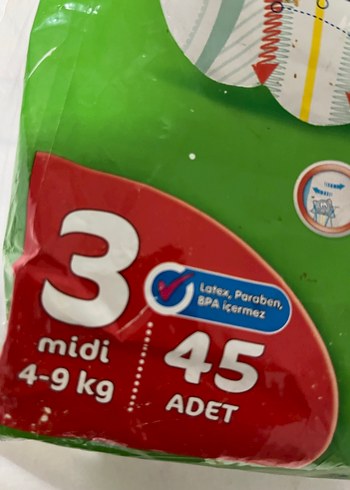 3
midi
4-9 kg
Latex, Paraben,
BPA içermez
45
ADET